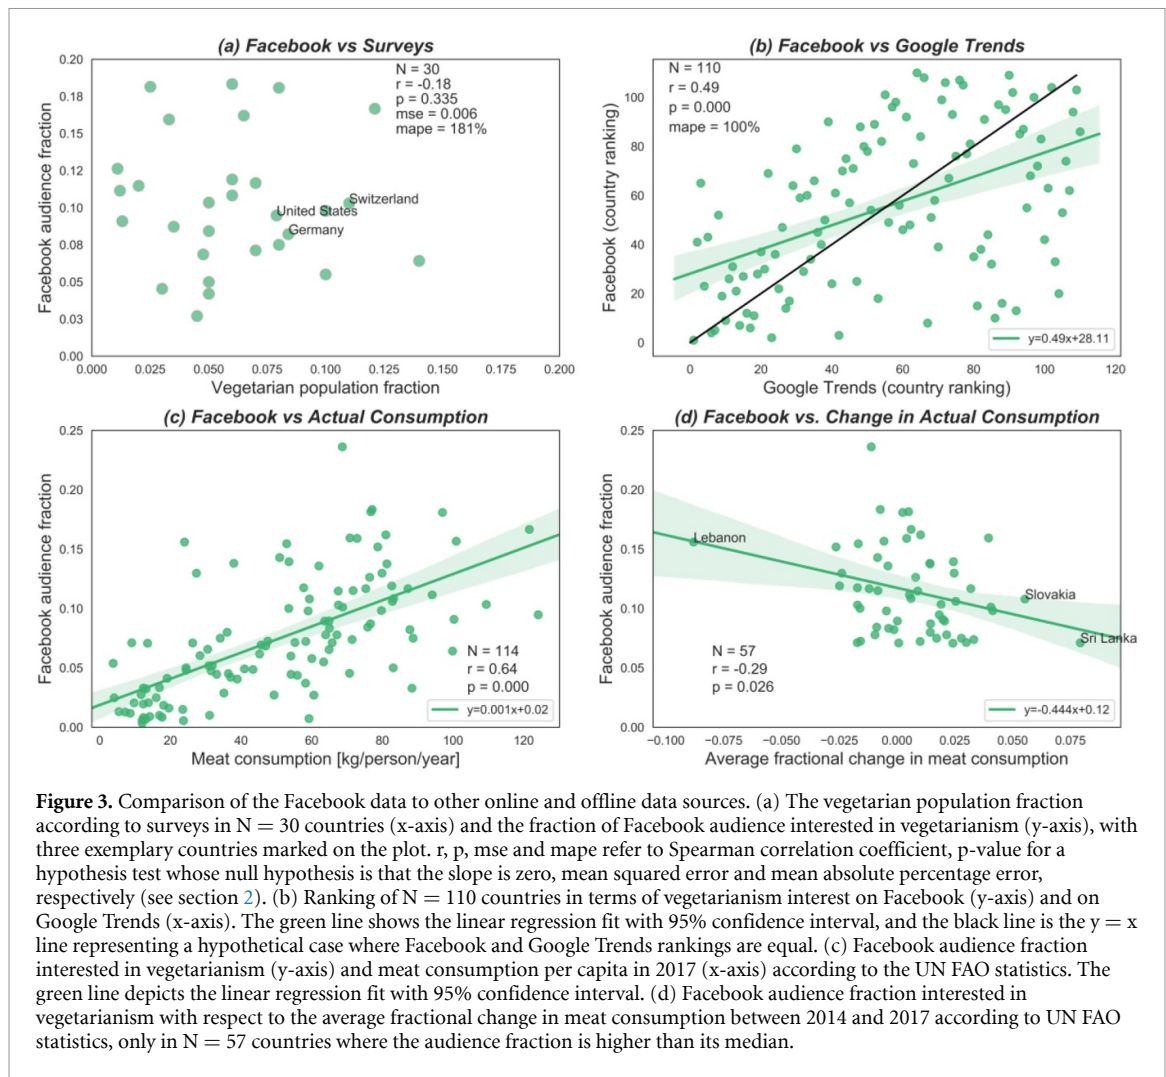 (a) Facebook vs Surveys
0.20
0.18
0.15
0.12
0.10
0.08
0.05
0.03
0.00
Facebook audience fraction
N = 30
r = -0.18
p = 0.335
mse = 0.006
mape = 181%
Switzerland
United States
Germany
0.000 0.025 0.050 0.075 0.100 0.125 0.150 0.175 0.200
Vegetarian population fraction
(b) Facebook vs Google Trends
100
80
60
40
20
0
Facebook (country ranking)
N = 110
r = 0.49
p = 0.000
mape = 100%
y=0.49x+28.11
0 20 40 60 80 100 120
Google Trends (country ranking)
(c) Facebook vs Actual Consumption
0.25
0.20
0.15
0.10
0.05
0.00
Facebook audience fraction
N = 114
r = 0.64
p = 0.000
y=0.001x+0.02
0 20 40 60 80 100 120
Meat consumption [kg/person/year]
(d) Facebook vs. Change in Actual Consumption
0.25
0.20
0.15
0.10
0.05
0.00
Facebook audience fraction
Lebanon
Slovakia
Sri Lanka
N = 57
r = -0.29
p = 0.026
y=-0.444x+0.12
−0.100 −0.075 −0.050 −0.025 0.000 0.025 0.050 0.075
Average fractional change in meat consumption
Figure 3. Comparison of the Facebook data to other online and offline data sources. (a) The vegetarian population fraction
according to surveys in N = 30 countries (x-axis) and the fraction of Facebook audience interested in vegetarianism (y-axis), with
three exemplary countries marked on the plot. r, p, mse and mape refer to Spearman correlation coefficient, p-value for a
hypothesis test whose null hypothesis is that the slope is zero, mean squared error and mean absolute percentage error,
respectively (see section 2). (b) Ranking of N = 110 countries in terms of vegetarianism interest on Facebook (y-axis) and on
Google Trends (x-axis). The green line shows the linear regression fit with 95% confidence interval, and the black line is the y = x
line representing a hypothetical case where Facebook and Google Trends rankings are equal. (c) Facebook audience fraction
interested in vegetarianism (y-axis) and meat consumption per capita in 2017 (x-axis) according to the UN FAO statistics. The
green line depicts the linear regression fit with 95% confidence interval. (d) Facebook audience fraction interested in
vegetarianism with respect to the average fractional change in meat consumption between 2014 and 2017 according to UN FAO
statistics, only in N = 57 countries where the audience fraction is higher than its median.